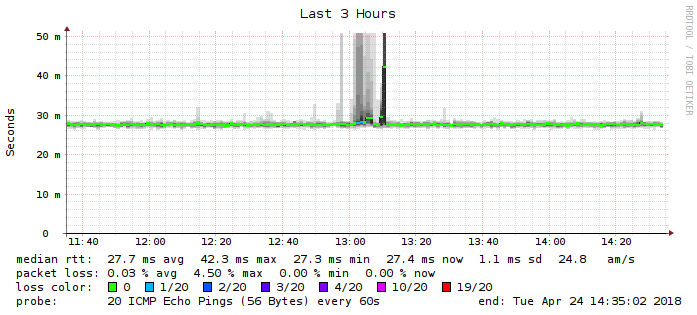 Last 3 Hours
RRDTOOL / TOBI OETIKER
Seconds
50 m
40 m
30 m
20 m
10 m
0
11:40 12:00 12:20 12:40 13:00 13:20 13:40 14:00 14:20
median rtt: 27.7 ms avg 42.3 ms max 27.3 ms min 27.4 ms now 1.1 ms sd 24.8 am/s
packet loss: 0.03 % avg 4.50 % max 0.00 % min 0.00 % now
loss color: 0 1/20 2/20 3/20 4/20 10/20 19/20
probe: 20 ICMP Echo Pings (56 Bytes) every 60s end: Tue Apr 24 14:35:02 2018